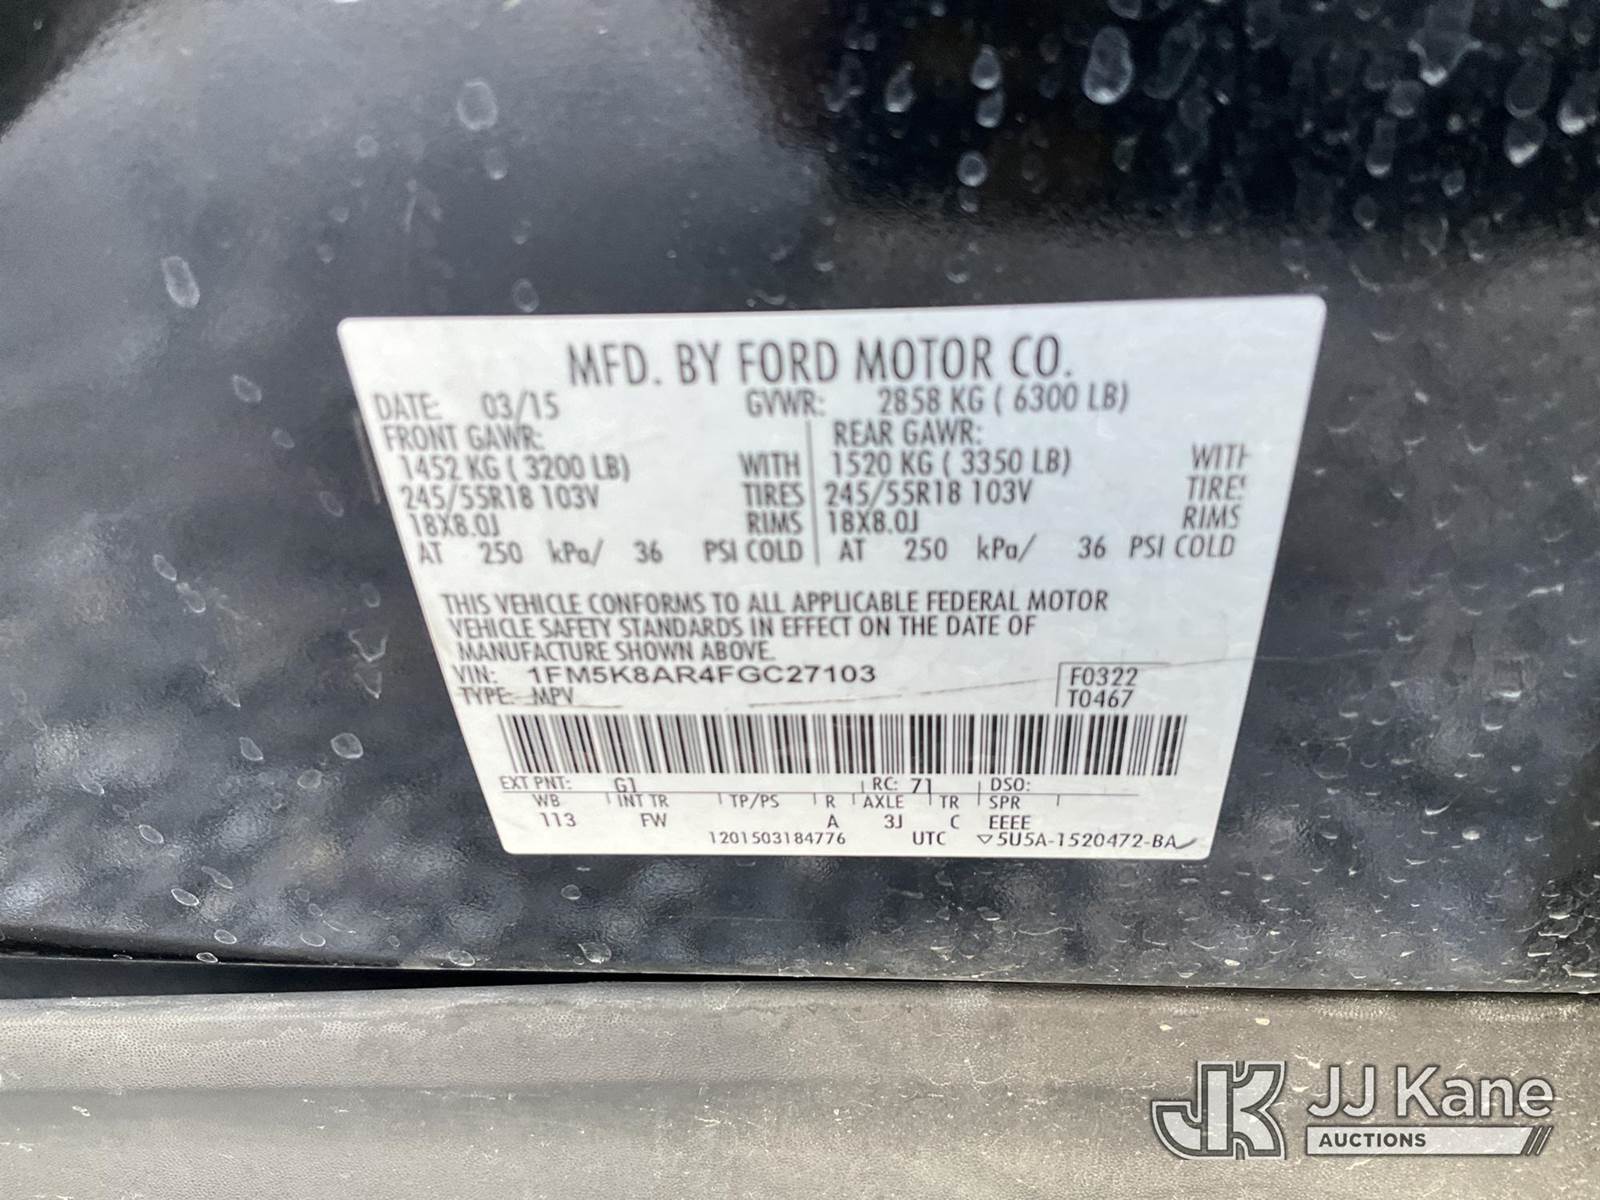 MFD. BY FORD MOTOR CO.
DATE: 03/15 GVWR: 2858 KG ( 6300 LB)
FRONT GAWR: REAR GAWR:
1452 KG ( 3200 LB) WITH 1520 KG ( 3350 LB) WITH
245/55R18 103V TIRES 245/55R18 103V TIRES
18X8.0J RIMS 18X8.0J RIMS
AT 250 kPa/ 36 PSI COLD AT 250 kPa/ 36 PSI COLD
THIS VEHICLE CONFORMS TO ALL APPLICABLE FEDERAL MOTOR
VEHICLE SAFETY STANDARDS IN EFFECT ON THE DATE OF
MANUFACTURE SHOWN ABOVE.
VIN: 1FM5K8AR4FGC27103 F0322
TYPE: MPV T0467
EXT PNT: G1 RC: 71 DSO:
WB INT TR TP/PS R AXLE TR SPR
113 FW A 3J C EEEE
1201503184776 UTC ▽5U5A-1520472-BA
JK JJ Kane
AUCTIONS